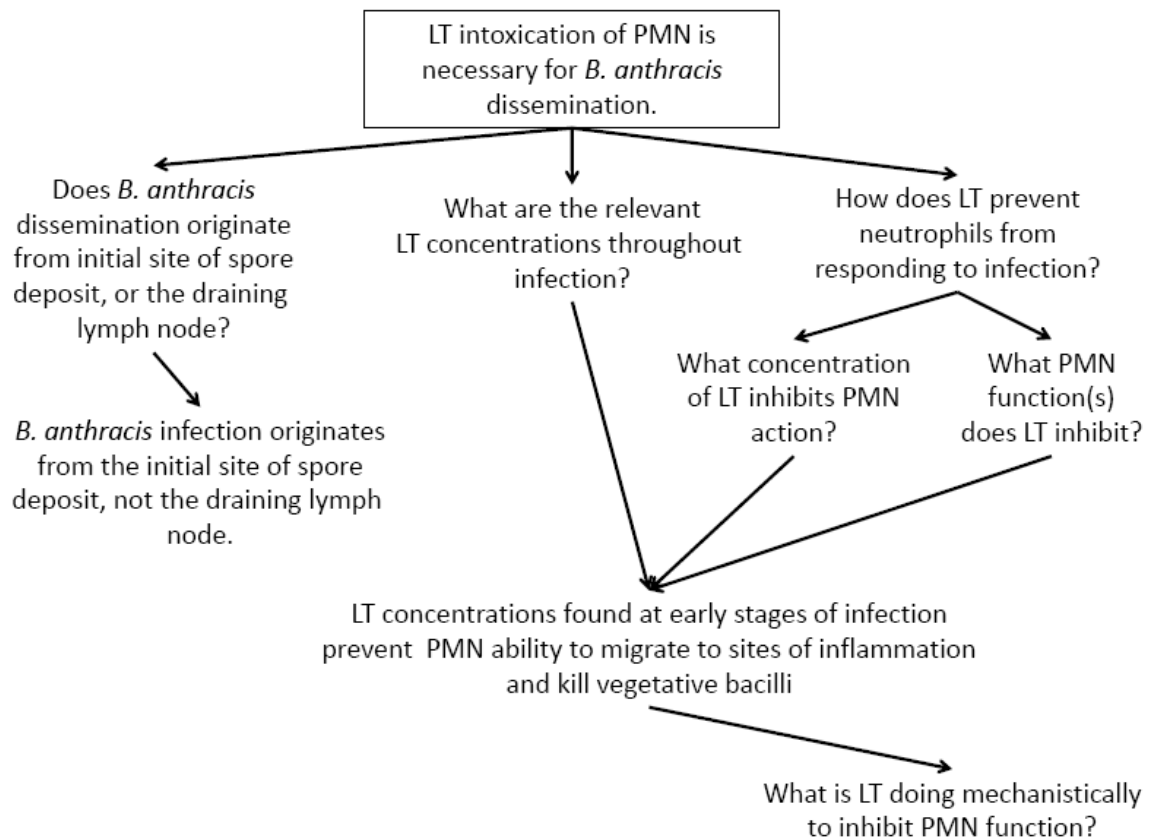 LT intoxication of PMN is
necessary for B. anthracis
dissemination.
Does B. anthracis
dissemination originate
from initial site of spore
deposit, or the draining
lymph node?
What are the relevant
LT concentrations throughout
infection?
How does LT prevent
neutrophils from
responding to infection?
What concentration
of LT inhibits PMN
action?
What PMN
function(s)
does LT inhibit?
B. anthracis infection originates
from the initial site of spore
deposit, not the draining lymph
node.
LT concentrations found at early stages of infection
prevent PMN ability to migrate to sites of inflammation
and kill vegetative bacilli
What is LT doing mechanistically
to inhibit PMN function?